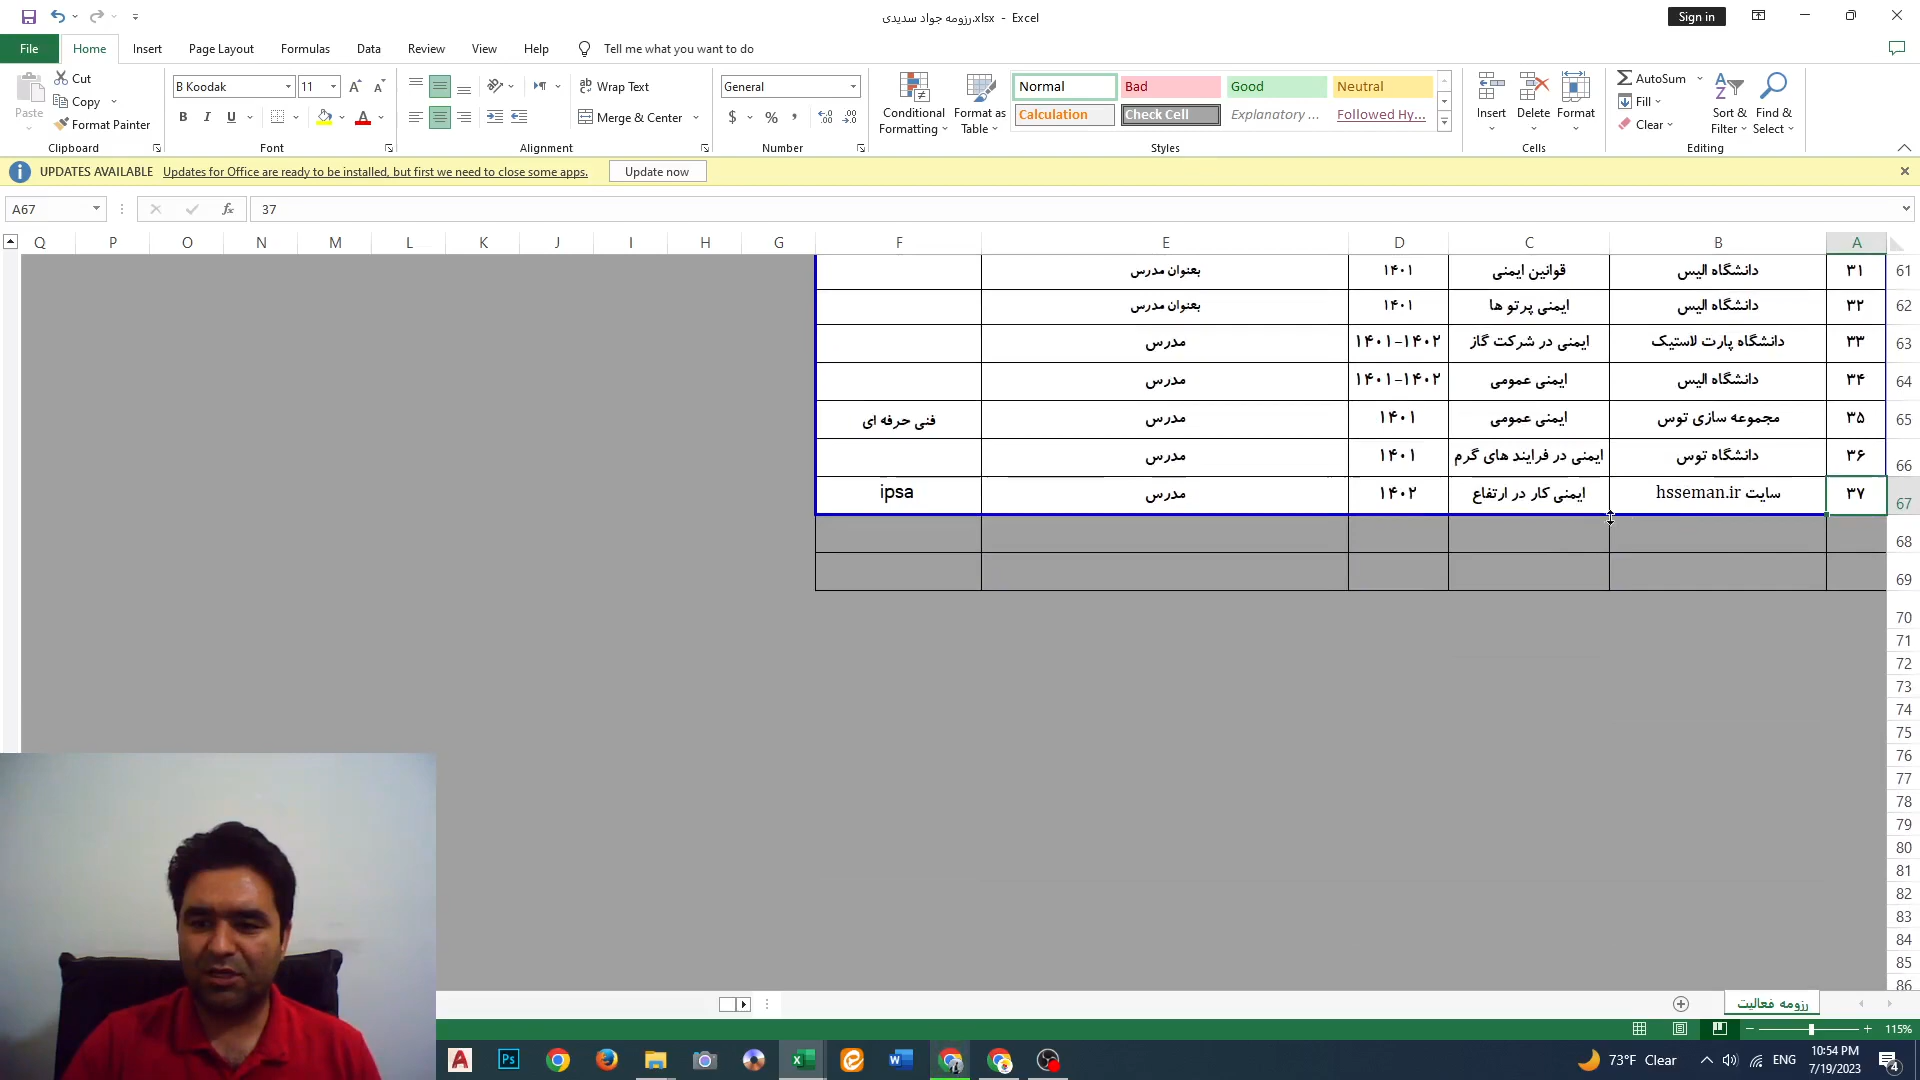 رزومه جواد سدیدی.xlsx - Excel
Sign in
File Home Insert Page Layout Formulas Data Review View Help Tell me what you want to do
Paste
Cut
Copy
Format Painter
Clipboard
B Koodak 11
B I U
Font
Wrap Text
Merge & Center
Alignment
General
$ % ,
Number
Conditional Formatting
Format as Table
Normal Bad Good Neutral
Calculation Check Cell Explanatory ... Followed Hy...
Styles
Insert Delete Format
Cells
AutoSum
Fill
Clear
Sort & Filter
Find & Select
Editing
UPDATES AVAILABLE Updates for Office are ready to be installed, but first we need to close some apps. Update now
A67 fx 37
Q P O N M L K J I H G F E D C B A
61 ۳۱ دانشگاه الیس قوانین ایمنی ۱۴۰۱ بعنوان مدرس
62 ۳۲ دانشگاه الیس ایمنی پرتو ها ۱۴۰۱ بعنوان مدرس
63 ۳۳ دانشگاه پارت لاستیک ایمنی در شرکت گاز ۱۴۰۱-۱۴۰۲ مدرس
64 ۳۴ دانشگاه الیس ایمنی عمومی ۱۴۰۱-۱۴۰۲ مدرس
65 ۳۵ مجموعه سازی توس ایمنی عمومی ۱۴۰۱ مدرس فنی حرفه ای
66 ۳۶ دانشگاه توس ایمنی در فرایند های گرم ۱۴۰۱ مدرس
67 ۳۷ سایت hsseman.ir ایمنی کار در ارتفاع ۱۴۰۲ مدرس ipsa
68
69
70
71
72
73
74
75
76
77
78
79
80
81
82
83
84
85
86
رزومه فعالیت
115%
A Ps
73°F Clear
ENG
10:54 PM
7/19/2023
4